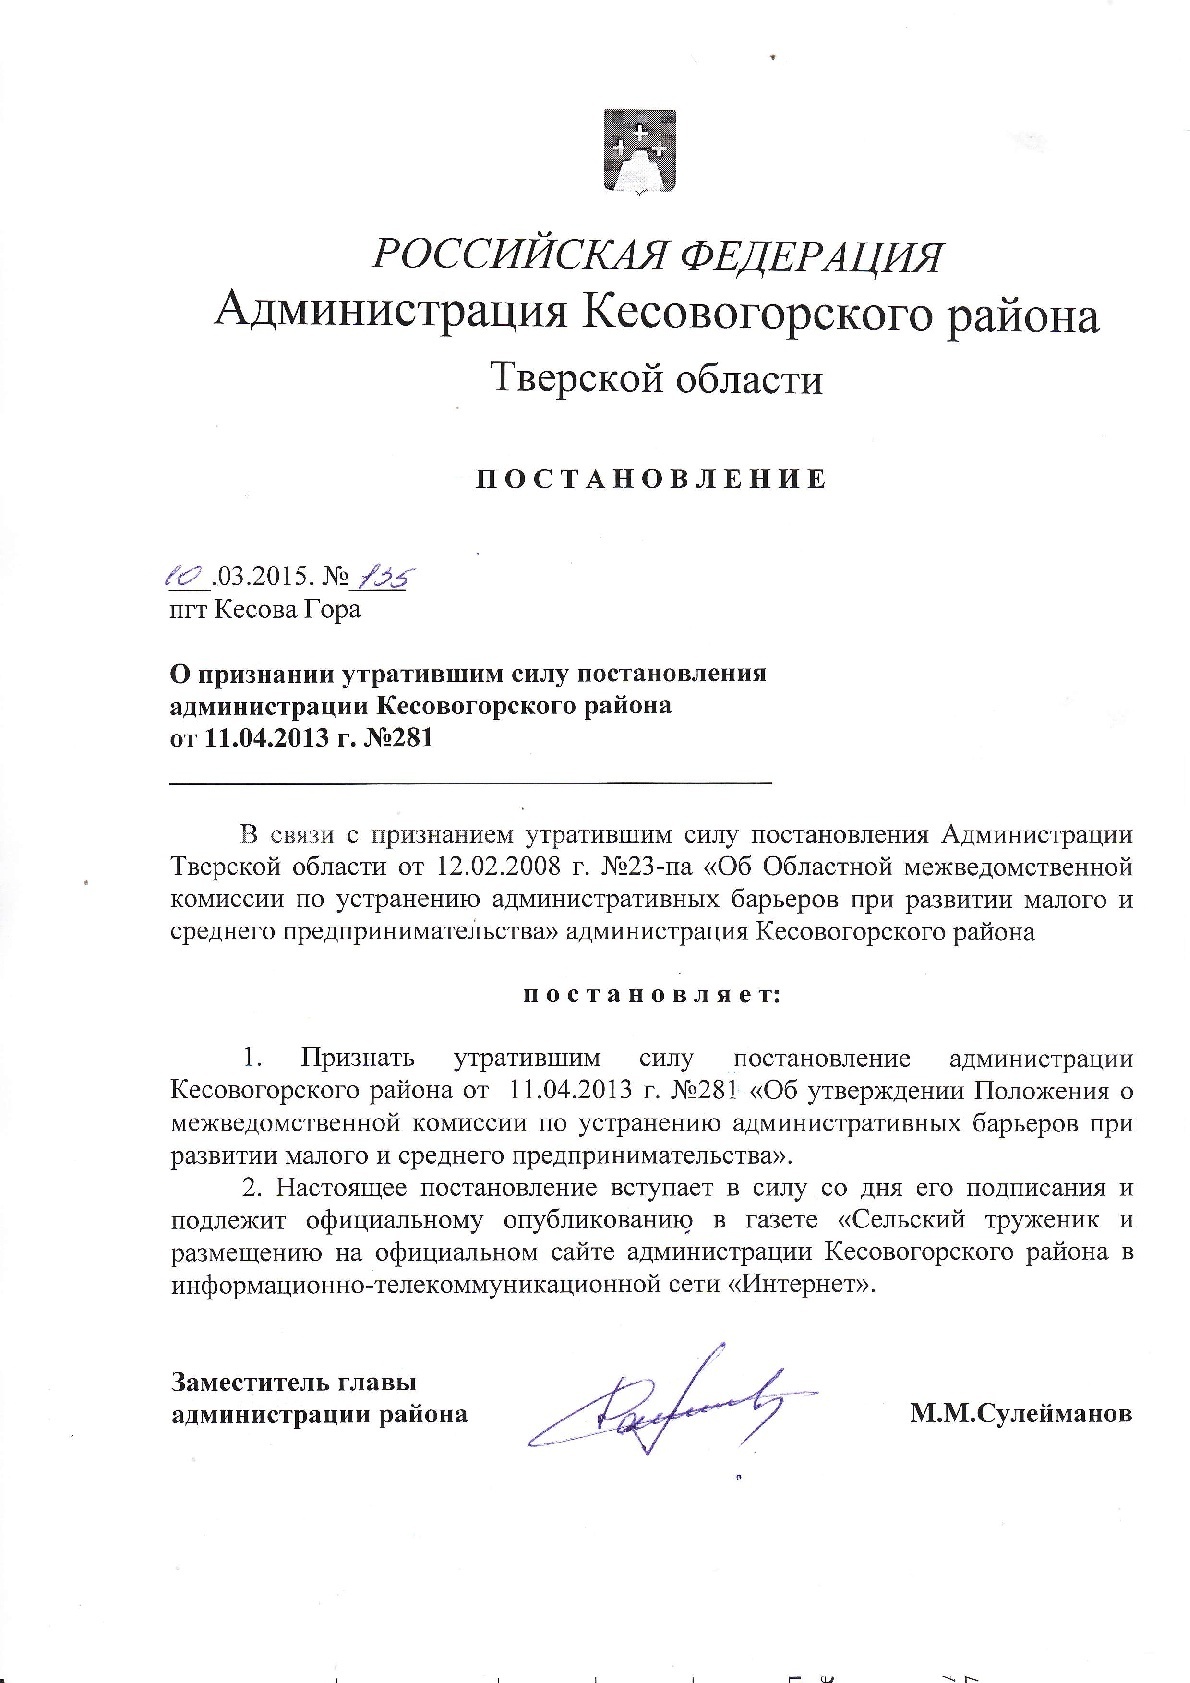 РОССИЙСКАЯ ФЕДЕРАЦИЯ
Администрация Кесовогорского района
Тверской области
П О С Т А Н О В Л Е Н И Е
10.03.2015. № 135
пгт Кесова Гора
О признании утратившим силу постановления
администрации Кесовогорского района
от 11.04.2013 г. №281
В связи с признанием утратившим силу постановления Администрации
Тверской области от 12.02.2008 г. №23-па «Об Областной межведомственной
комиссии по устранению административных барьеров при развитии малого и
среднего предпринимательства» администрация Кесовогорского района
п о с т а н о в л я е т:
1. Признать утратившим силу постановление администрации
Кесовогорского района от 11.04.2013 г. №281 «Об утверждении Положения о
межведомственной комиссии по устранению административных барьеров при
развитии малого и среднего предпринимательства».
2. Настоящее постановление вступает в силу со дня его подписания и
подлежит официальному опубликованию в газете «Сельский труженик и
размещению на официальном сайте администрации Кесовогорского района в
информационно-телекоммуникационной сети «Интернет».
Заместитель главы
администрации района М.М.Сулейманов